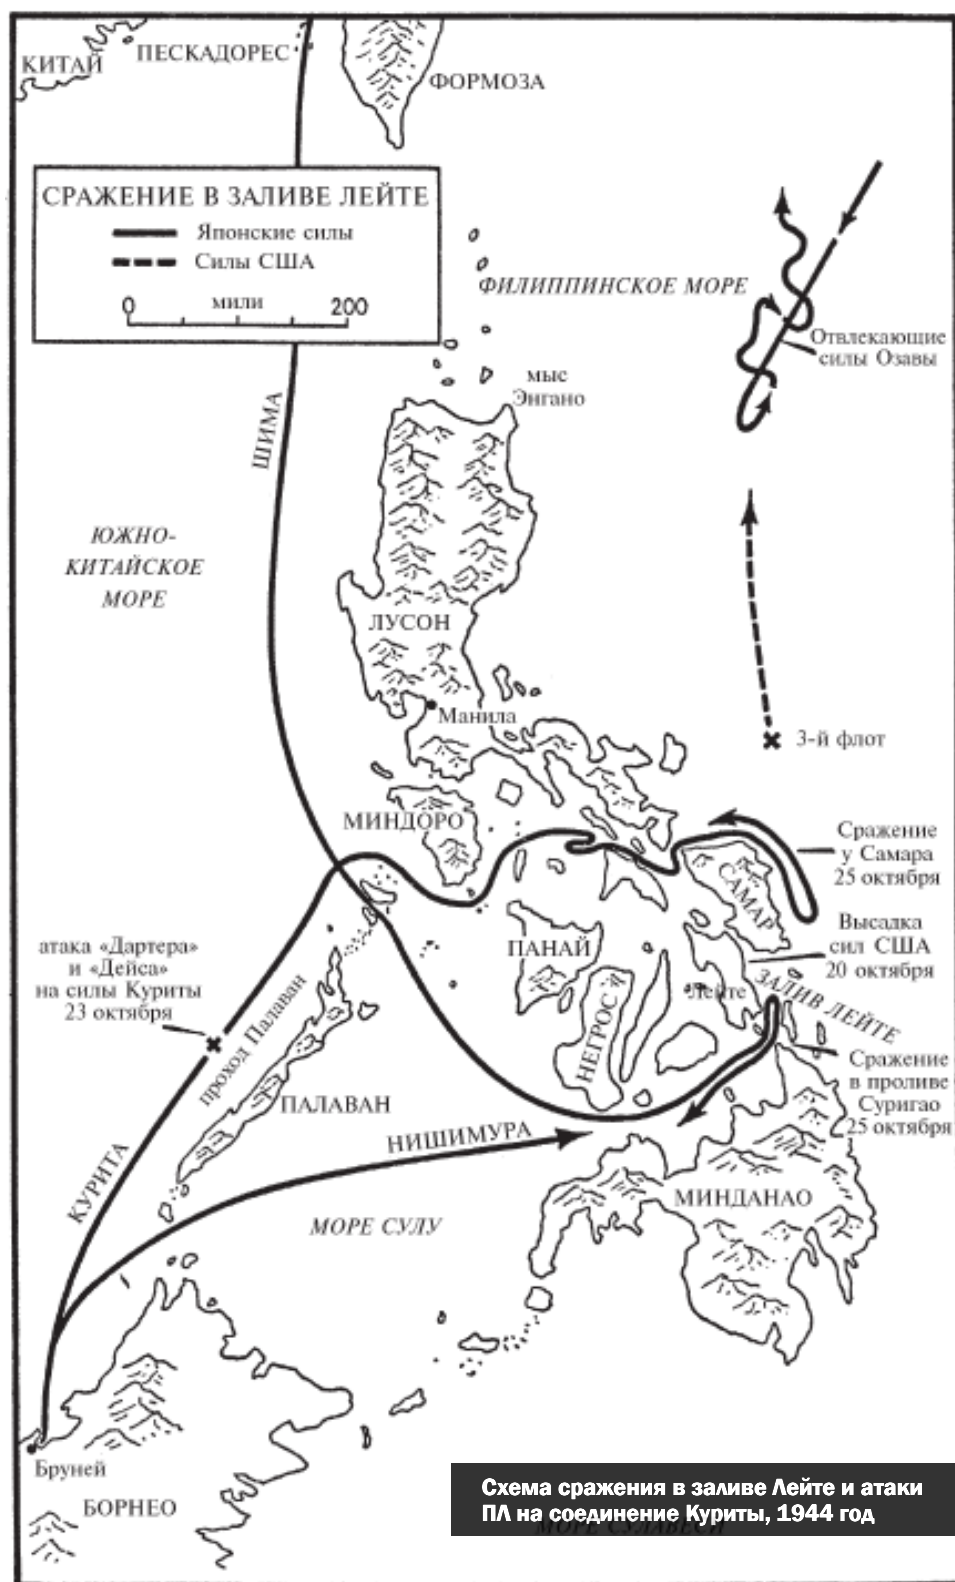 КИТАЙ
ПЕСКАДОРЕС
ФОРМОЗА
СРАЖЕНИЕ В ЗАЛИВЕ ЛЕЙТЕ
Японские силы
Силы США
0 мили 200
ФИЛИППИНСКОЕ МОРЕ
Отвлекающие
силы Озавы
мыс
Энгано
ШИМА
ЮЖНО-
КИТАЙСКОЕ
МОРЕ
ЛУСОН
Манила
3-й флот
МИНДОРО
Сражение
у Самара
25 октября
САМАР
Высадка
сил США
20 октября
атака «Дартера»
и «Дейса»
на силы Куриты
23 октября
ПАНАЙ
Лейте
ЗАЛИВ ЛЕЙТЕ
НЕГРОС
проход Палаван
Сражение
в проливе
Суригао
25 октября
ПАЛАВАН
НИШИМУРА
КУРИТА
МИНДАНАО
МОРЕ СУЛУ
Бруней
БОРНЕО
Схема сражения в заливе Лейте и атаки
ПЛ на соединение Куриты, 1944 год
МОРЕ СУЛАВЕСИ